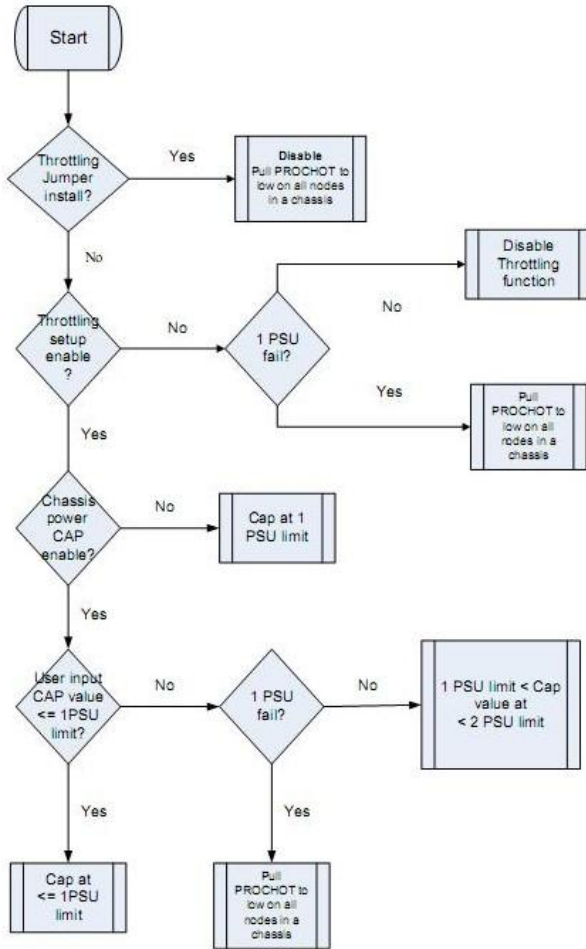 Start
Throttling
Jumper
install?
Yes
Disable
Pull PROCHOT to
low on all nodes
in a chassis
No
Throttling
setup
enable
?
No
1 PSU
fail?
No
Disable
Throttling
function
Yes
Pull
PROCHOT to
low on all
nodes in a
chassis
Yes
Chassis
power
CAP
enable?
No
Cap at 1
PSU limit
Yes
User input
CAP value
<= 1PSU
limit?
No
1 PSU
fail?
No
1 PSU limit < Cap
value at
< 2 PSU limit
Yes
Cap at
<= 1PSU
limit
Yes
Pull
PROCHOT to
low on all
nodes in a
chassis